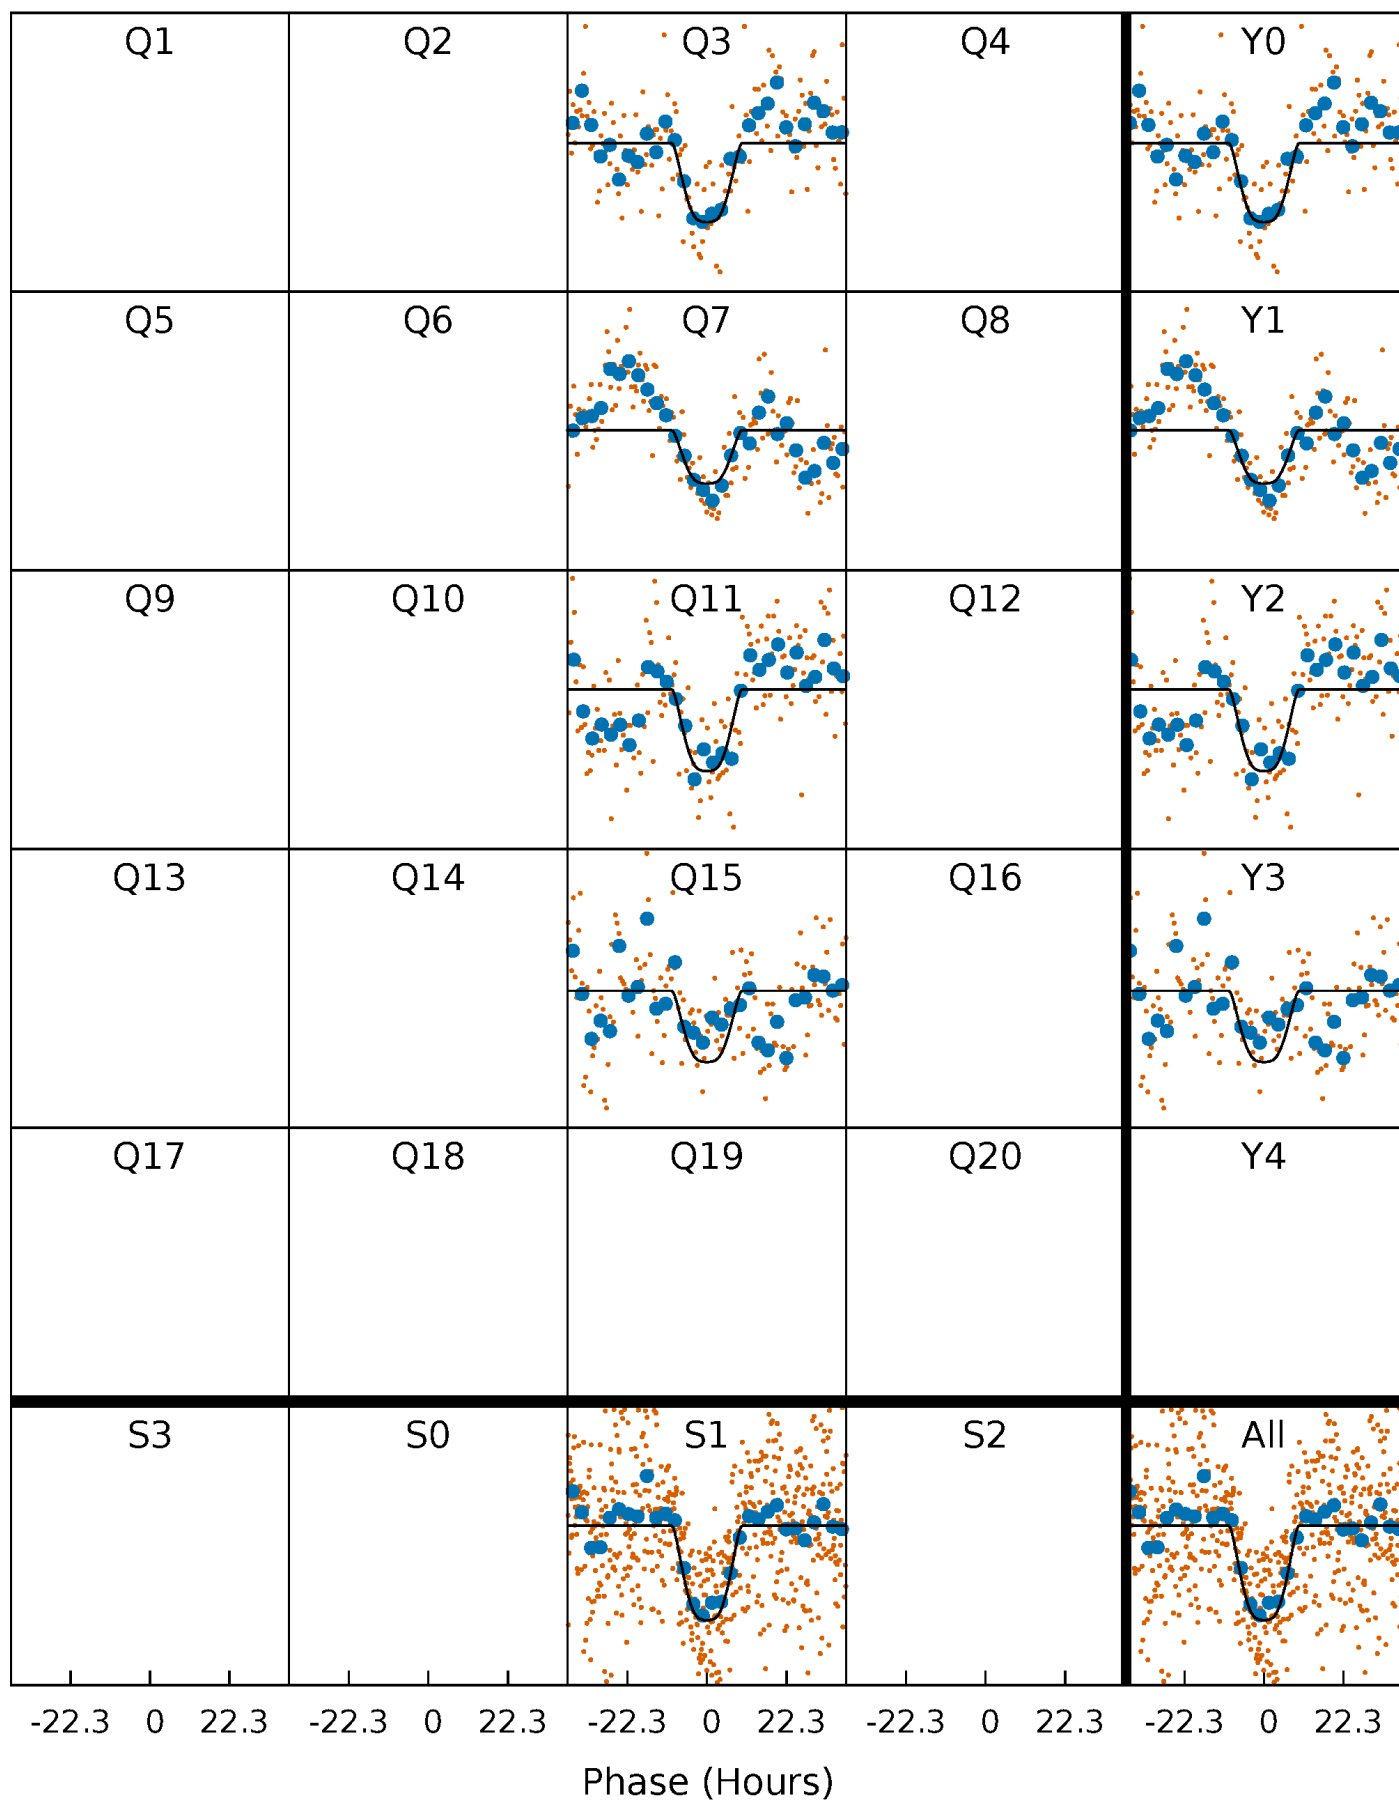 Q1 Q2 Q3 Q4 Y0
Q5 Q6 Q7 Q8 Y1
Q9 Q10 Q11 Q12 Y2
Q13 Q14 Q15 Q16 Y3
Q17 Q18 Q19 Q20 Y4
S3 S0 S1 S2 All
-22.3 0 22.3 -22.3 0 22.3 -22.3 0 22.3 -22.3 0 22.3 -22.3 0 22.3
Phase (Hours)